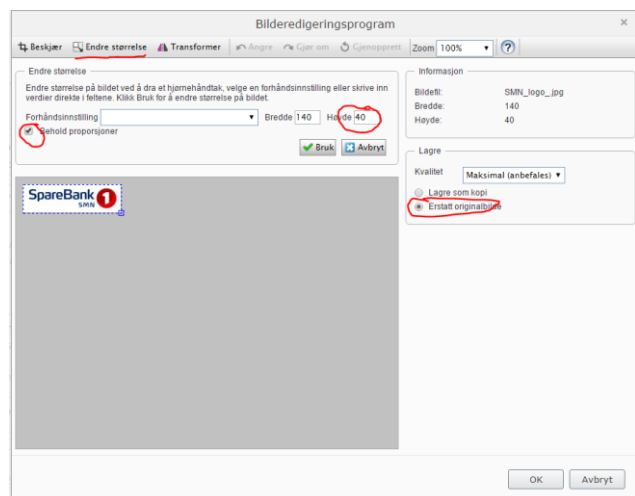 Bilderedigeringsprogram
Beskjær Endre størrelse Transformer Angre Gjør om Gjenopprett Zoom 100%
Endre størrelse
Endre størrelse på bildet ved å dra et hjørnehåndtak, velge en forhåndsinnstilling eller skrive inn
verdier direkte i feltene. Klikk Bruk for å endre størrelse på bildet.
Forhåndsinnstilling Bredde 140 Høyde 40
Behold proporsjoner
Bruk Avbryt
SpareBank 1
SMN
Informasjon
Bildefil: SMN_logo_.jpg
Bredde: 140
Høyde: 40
Lagre
Kvalitet Maksimal (anbefales)
Lagre som kopi
Erstatt originalbilde
OK Avbryt